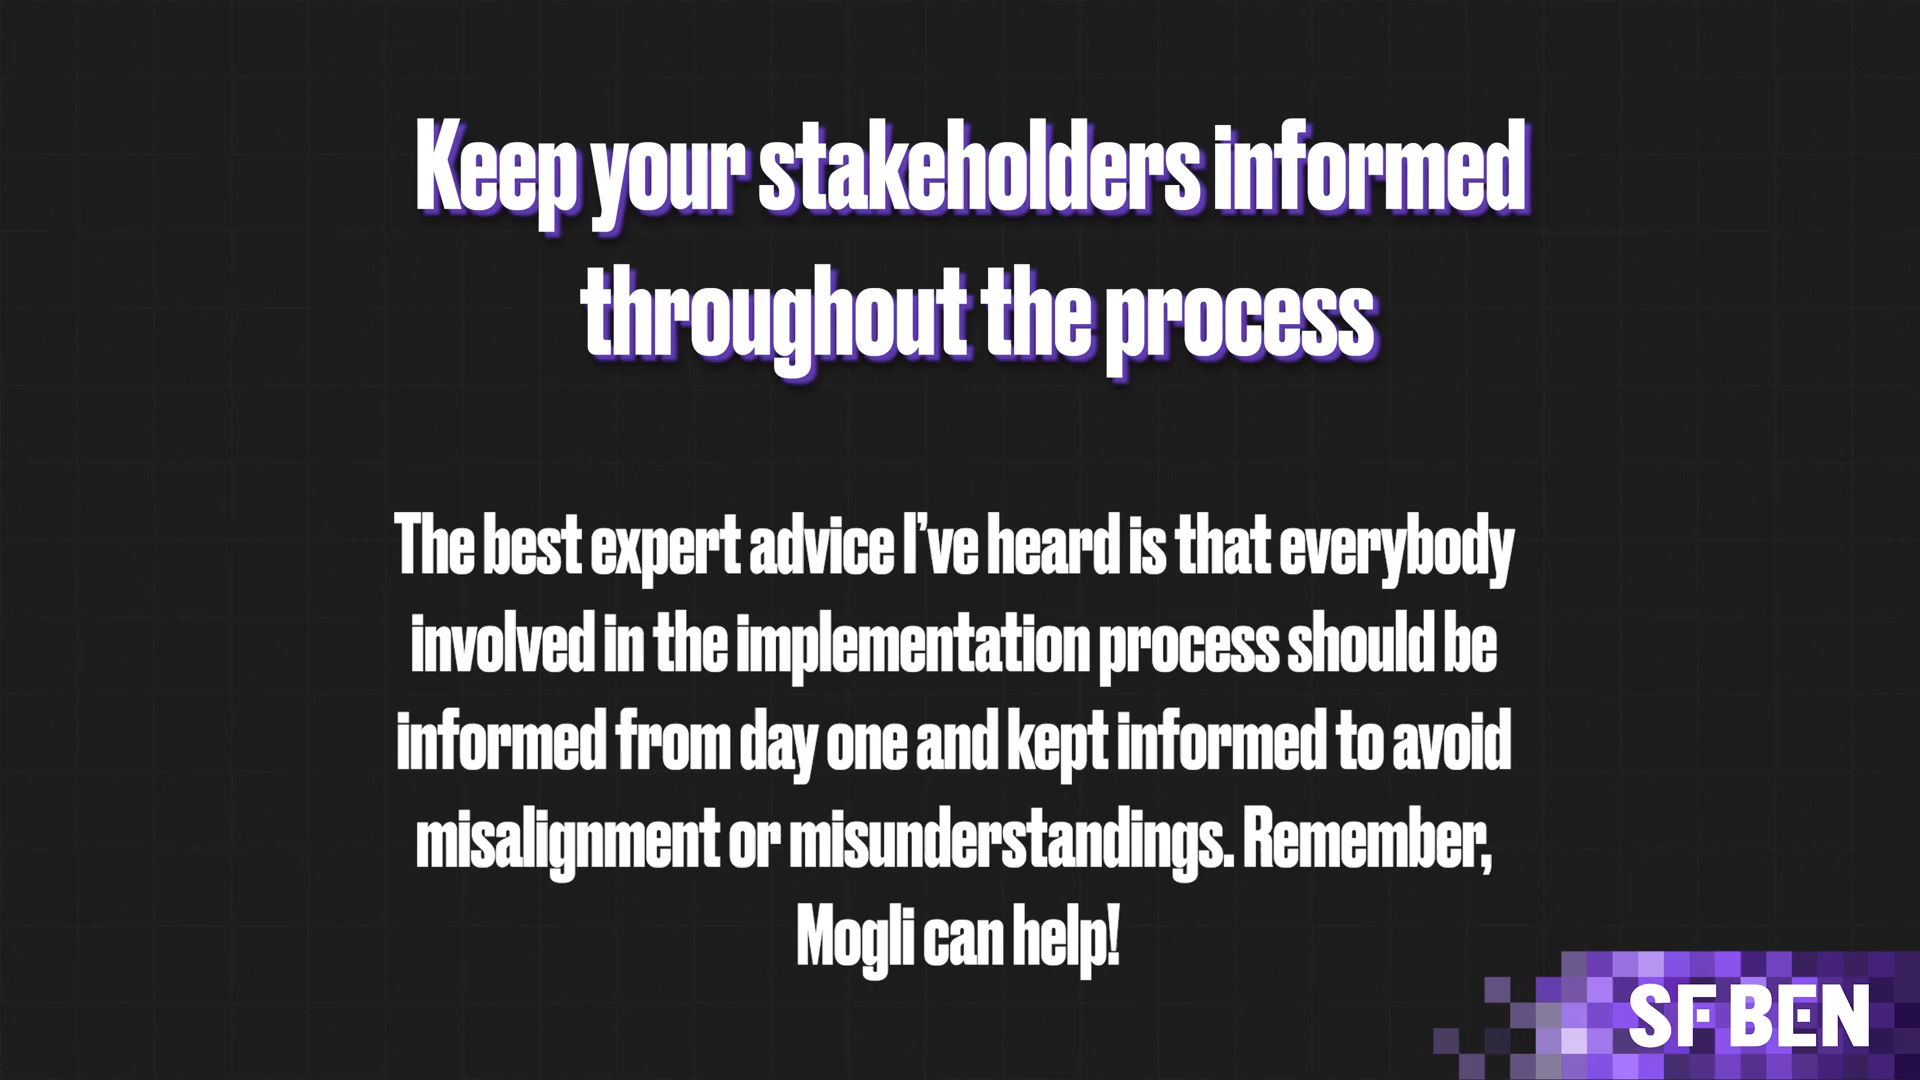 Keep your stakeholders informed
throughout the process
The best expert advice I’ve heard is that everybody
involved in the implementation process should be
informed from day one and kept informed to avoid
misalignment or misunderstandings. Remember,
Mogli can help!
SF BEN